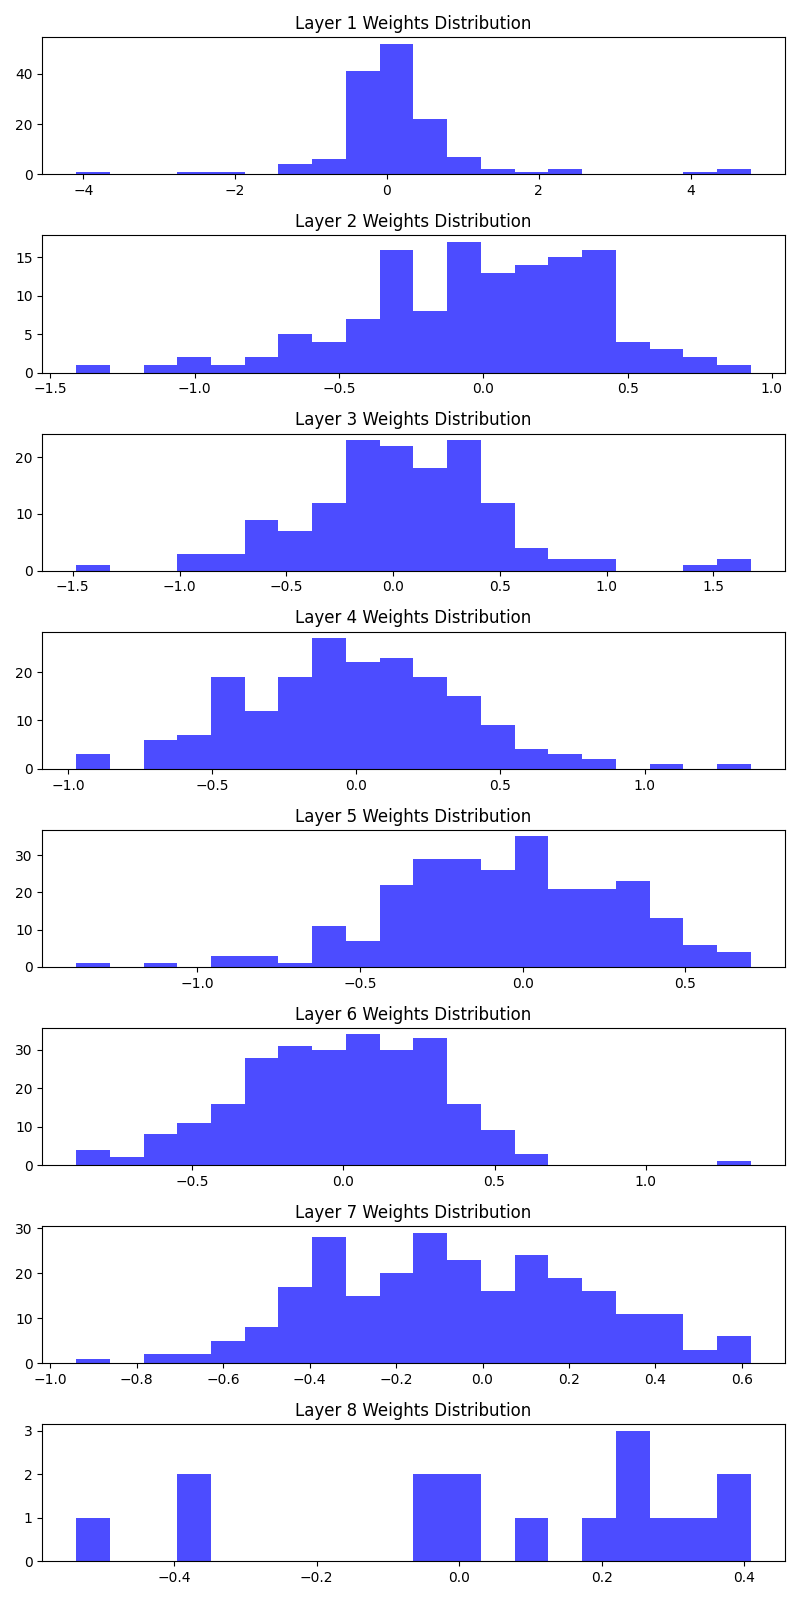 Layer 1 Weights Distribution
40
20
0
−4 −2 0 2 4
Layer 2 Weights Distribution
15
10
5
0
−1.5 −1.0 −0.5 0.0 0.5 1.0
Layer 3 Weights Distribution
20
10
0
−1.5 −1.0 −0.5 0.0 0.5 1.0 1.5
Layer 4 Weights Distribution
20
10
0
−1.0 −0.5 0.0 0.5 1.0
Layer 5 Weights Distribution
30
20
10
0
−1.0 −0.5 0.0 0.5
Layer 6 Weights Distribution
30
20
10
0
−0.5 0.0 0.5 1.0
Layer 7 Weights Distribution
30
20
10
0
−1.0 −0.8 −0.6 −0.4 −0.2 0.0 0.2 0.4 0.6
Layer 8 Weights Distribution
3
2
1
0
−0.4 −0.2 0.0 0.2 0.4